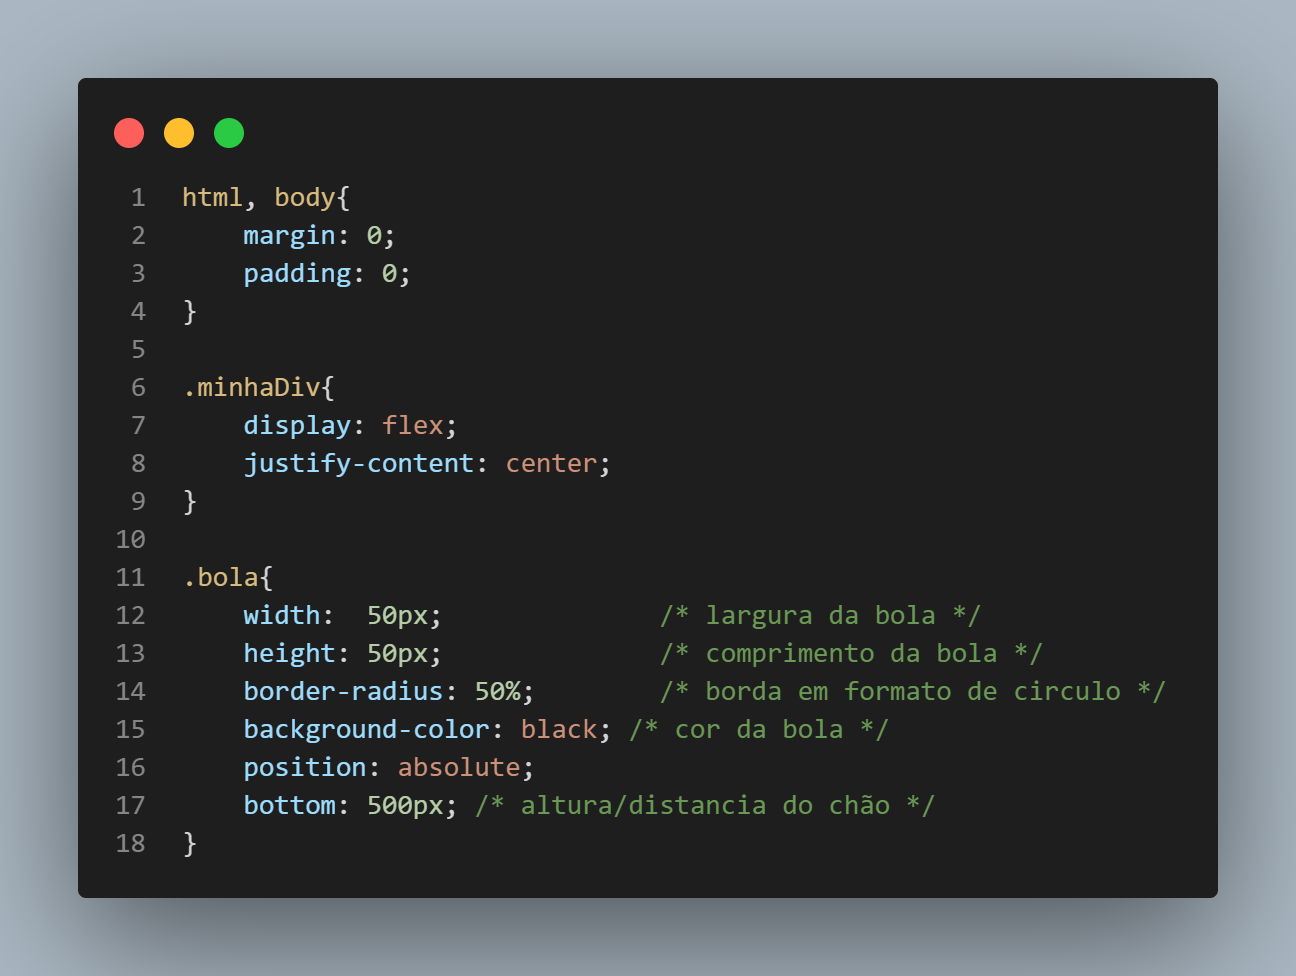 1 html, body{
2     margin: 0;
3     padding: 0;
4 }
5
6 .minhaDiv{
7     display: flex;
8     justify-content: center;
9 }
10
11 .bola{
12     width:  50px;              /* largura da bola */
13     height: 50px;              /* comprimento da bola */
14     border-radius: 50%;        /* borda em formato de circulo */
15     background-color: black; /* cor da bola */
16     position: absolute;
17     bottom: 500px; /* altura/distancia do chão */
18 }